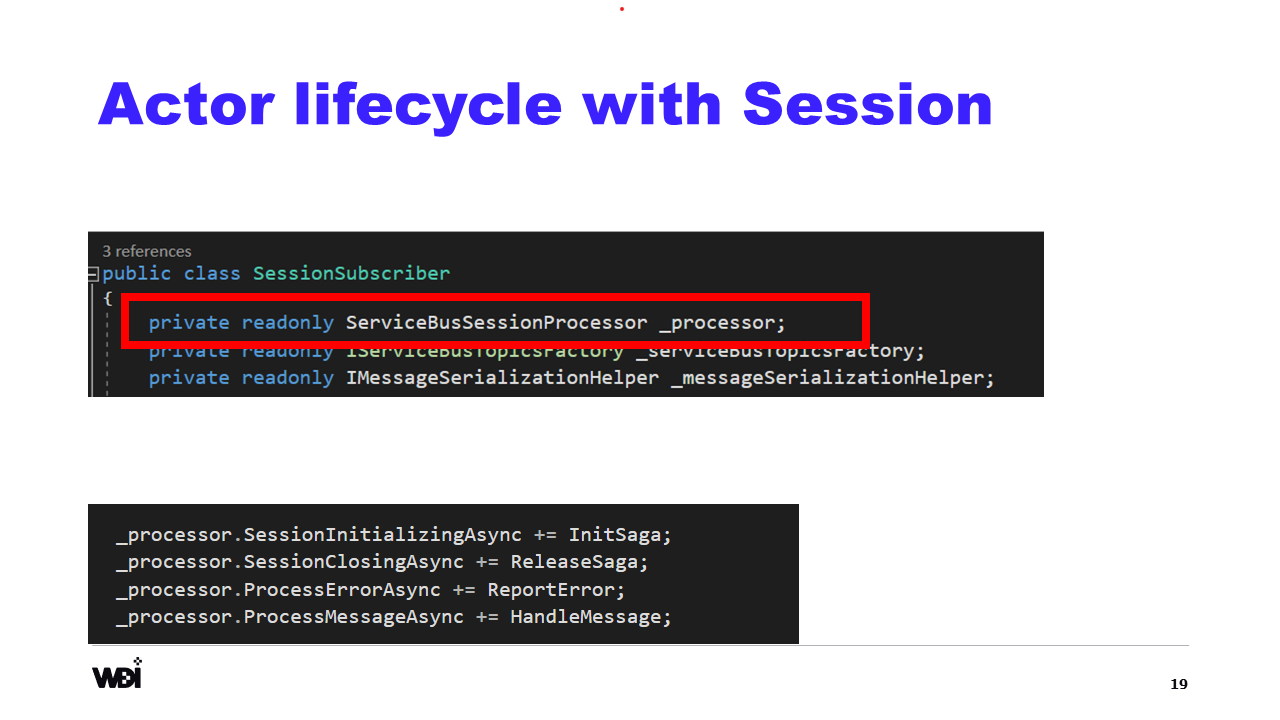 Actor lifecycle with Session
3 references
public class SessionSubscriber
{
private readonly ServiceBusSessionProcessor _processor;
private readonly IServiceBusTopicsFactory _serviceBusTopicsFactory;
private readonly IMessageSerializationHelper _messageSerializationHelper;
_processor.SessionInitializingAsync += InitSaga;
_processor.SessionClosingAsync += ReleaseSaga;
_processor.ProcessErrorAsync += ReportError;
_processor.ProcessMessageAsync += HandleMessage;
WDI
19